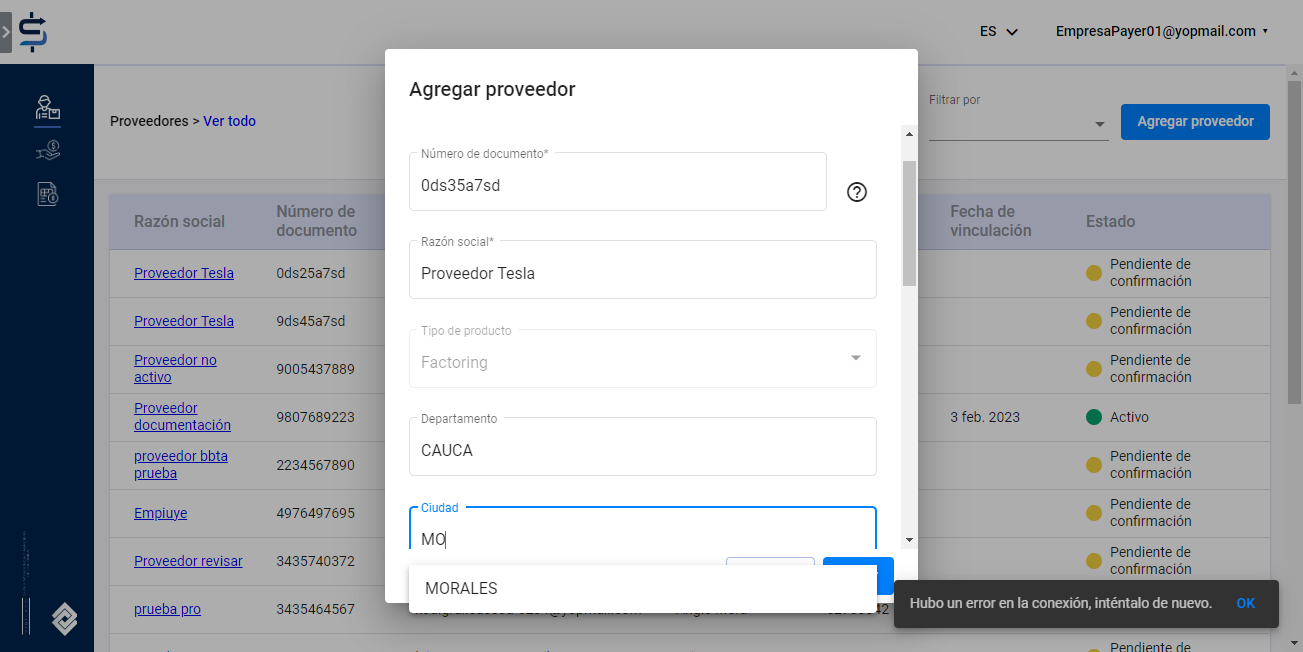 ES
EmpresaPayer01@yopmail.com
Proveedores > Ver todo
Filtrar por
Agregar proveedor
Razón social
Número de documento
Fecha de vinculación
Estado
Proveedor Tesla
0ds25a7sd
Pendiente de confirmación
Proveedor Tesla
9ds45a7sd
Pendiente de confirmación
Proveedor no activo
9005437889
Pendiente de confirmación
Proveedor documentación
9807689223
3 feb. 2023
Activo
proveedor bbta prueba
2234567890
Pendiente de confirmación
Empiuye
4976497695
Pendiente de confirmación
Proveedor revisar
3435740372
Pendiente de confirmación
prueba pro
3435464567
Pendiente de
Agregar proveedor
Número de documento*
0ds35a7sd
Razón social*
Proveedor Tesla
Tipo de producto
Factoring
Departamento
CAUCA
Ciudad
MO
MORALES
Hubo un error en la conexión, inténtalo de nuevo.
OK